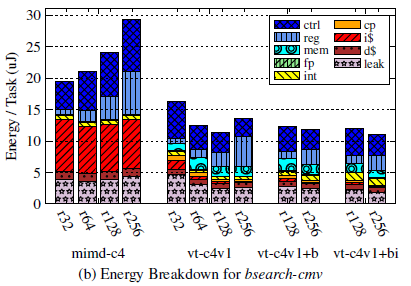 30
25
20
15
10
5
0
Energy / Task (uJ)
ctrl cp
reg i$
mem d$
fp leak
int
r32 r64 r128 r256 r32 r64 r128 r256 r128 r256 r128 r256
mimd-c4 vt-c4v1 vt-c4v1+b vt-c4v1+bi
(b) Energy Breakdown for bsearch-cmv